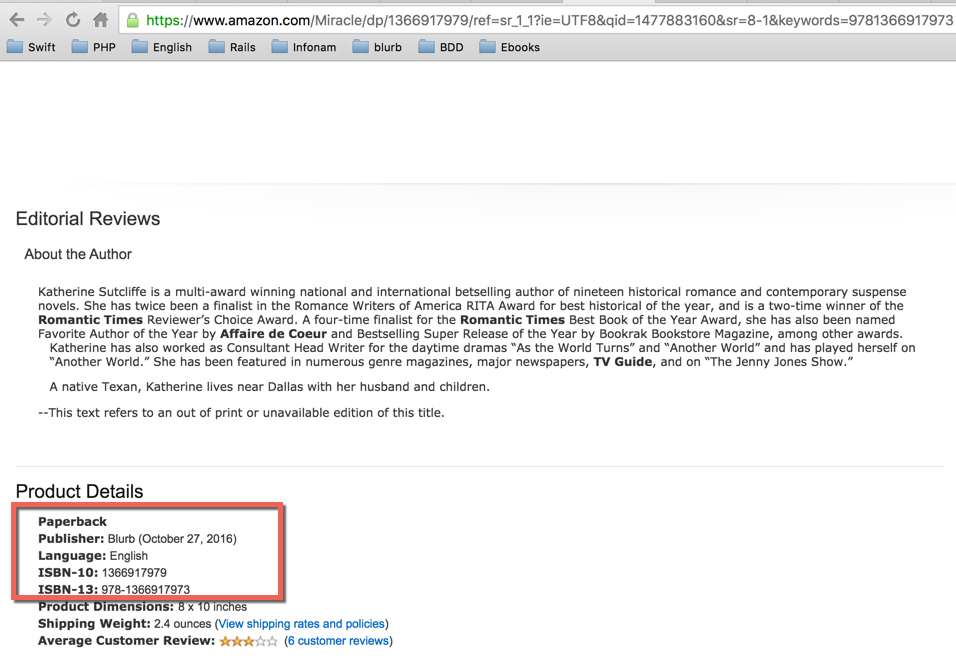 https://www.amazon.com/Miracle/dp/1366917979/ref=sr_1_1?ie=UTF8&qid=1477883160&sr=8-1&keywords=9781366917973
Swift PHP English Rails Infonam blurb BDD Ebooks
Editorial Reviews
About the Author
Katherine Sutcliffe is a multi-award winning national and international betselling author of nineteen historical romance and contemporary suspense
novels. She has twice been a finalist in the Romance Writers of America RITA Award for best historical of the year, and is a two-time winner of the
Romantic Times Reviewer's Choice Award. A four-time finalist for the Romantic Times Best Book of the Year Award, she has also been named
Favorite Author of the Year by Affaire de Coeur and Bestselling Super Release of the Year by Bookrak Bookstore Magazine, among other awards.
Katherine has also worked as Consultant Head Writer for the daytime dramas “As the World Turns” and “Another World” and has played herself on
“Another World.” She has been featured in numerous genre magazines, major newspapers, TV Guide, and on “The Jenny Jones Show.”
A native Texan, Katherine lives near Dallas with her husband and children.
--This text refers to an out of print or unavailable edition of this title.
Product Details
Paperback
Publisher: Blurb (October 27, 2016)
Language: English
ISBN-10: 1366917979
ISBN-13: 978-1366917973
Product Dimensions: 8 x 10 inches
Shipping Weight: 2.4 ounces (View shipping rates and policies)
Average Customer Review: (6 customer reviews)